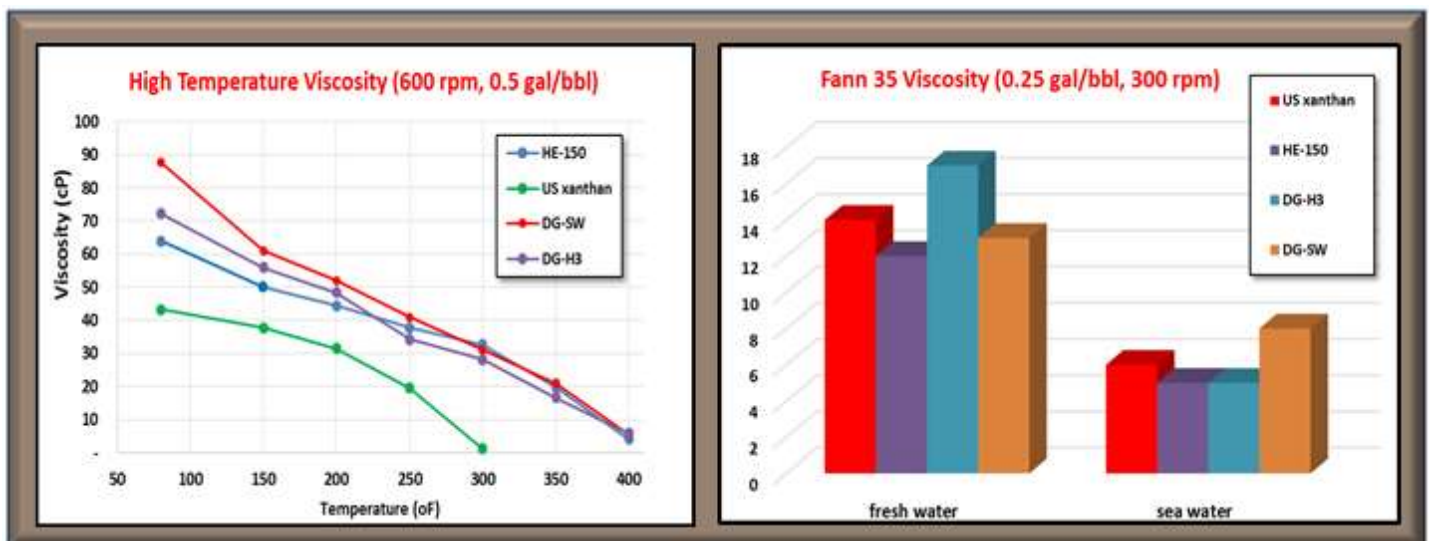 High Temperature Viscosity (600 rpm, 0.5 gal/bbl)
Viscosity (cP)
100
90
80
70
60
50
40
30
20
10
-
50 100 150 200 250 300 350 400
Temperature (oF)
HE-150
US xanthan
DG-SW
DG-H3
Fann 35 Viscosity (0.25 gal/bbl, 300 rpm)
18
16
14
12
10
8
6
4
2
0
fresh water sea water
US xanthan
HE-150
DG-H3
DG-SW